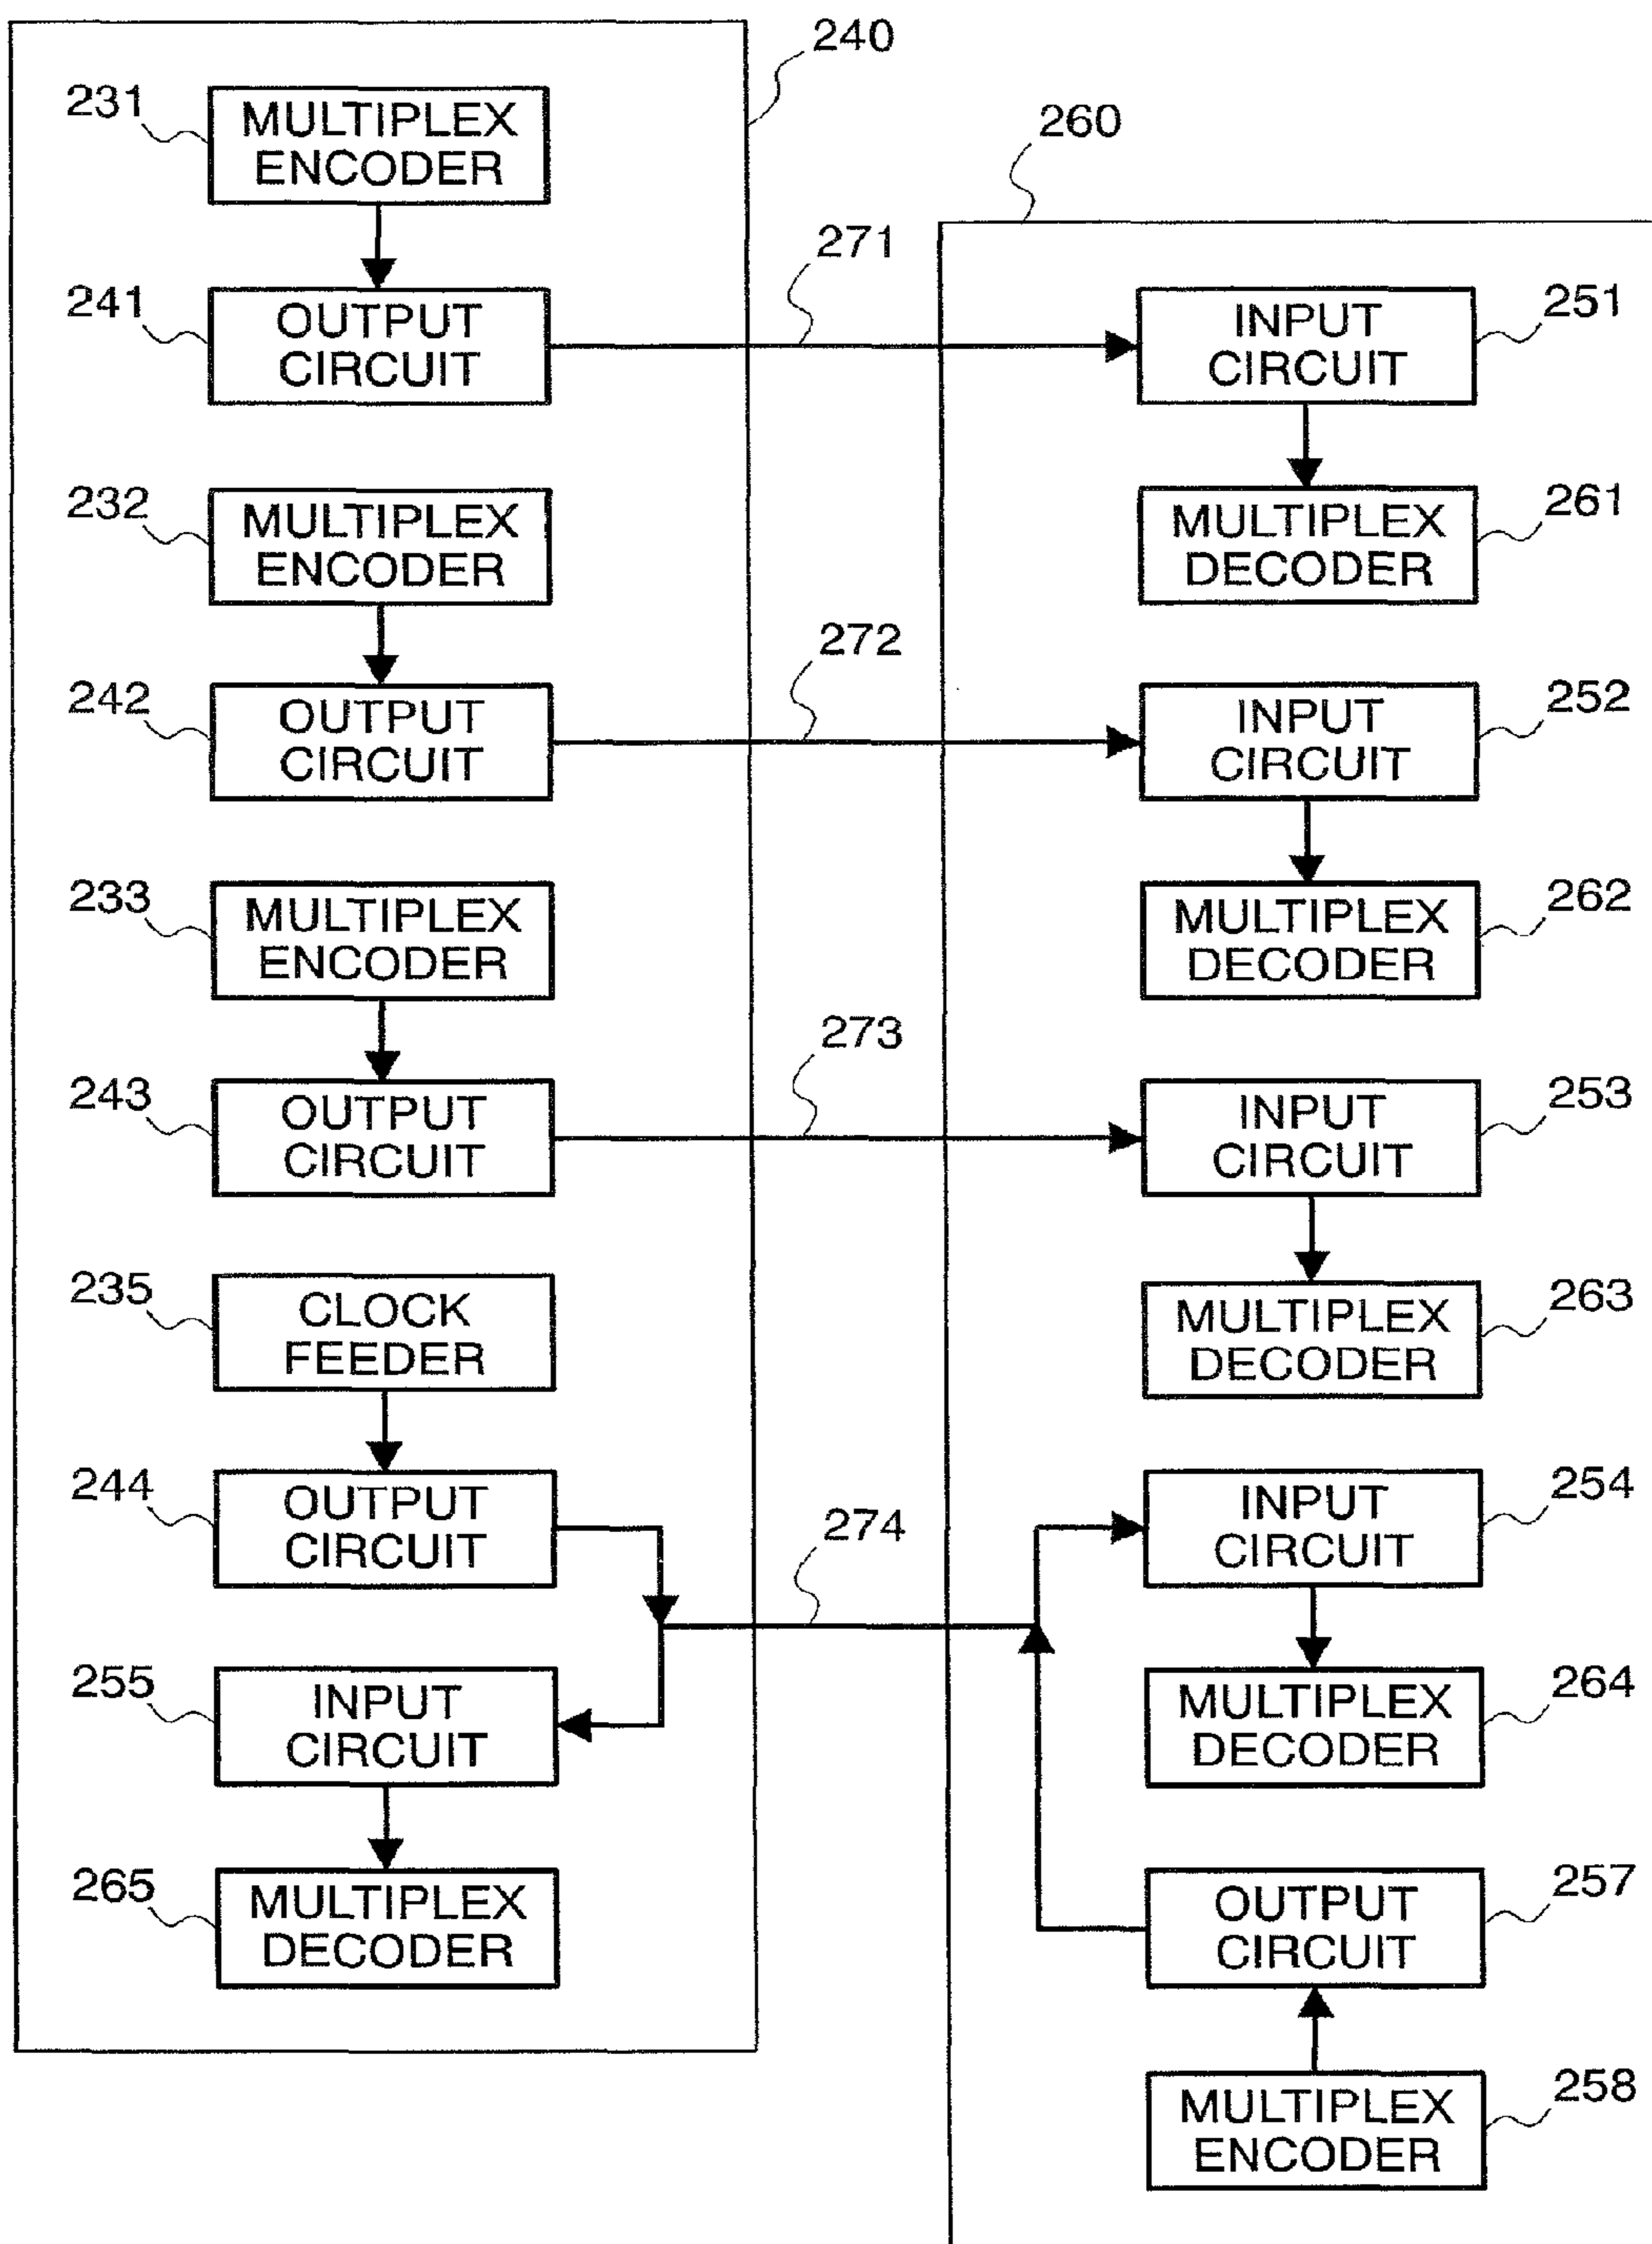 240
231
MULTIPLEX
ENCODER
260
271
241
OUTPUT
CIRCUIT
INPUT
CIRCUIT
251
232
MULTIPLEX
ENCODER
MULTIPLEX
DECODER
261
272
242
OUTPUT
CIRCUIT
INPUT
CIRCUIT
252
233
MULTIPLEX
ENCODER
MULTIPLEX
DECODER
262
273
243
OUTPUT
CIRCUIT
INPUT
CIRCUIT
253
235
CLOCK
FEEDER
MULTIPLEX
DECODER
263
244
OUTPUT
CIRCUIT
274
INPUT
CIRCUIT
254
255
INPUT
CIRCUIT
MULTIPLEX
DECODER
264
265
MULTIPLEX
DECODER
OUTPUT
CIRCUIT
257
MULTIPLEX
ENCODER
258